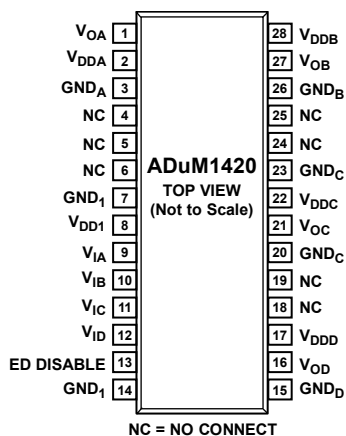 VOA 1
VDDA 2
GNDA 3
NC 4
NC 5
NC 6
GND1 7
VDD1 8
VIA 9
VIB 10
VIC 11
VID 12
ED DISABLE 13
GND1 14
ADuM1420
TOP VIEW
(Not to Scale)
28 VDDB
27 VOB
26 GNDB
25 NC
24 NC
23 GNDC
22 VDDC
21 VOC
20 GNDC
19 NC
18 NC
17 VDDD
16 VOD
15 GNDD
NC = NO CONNECT